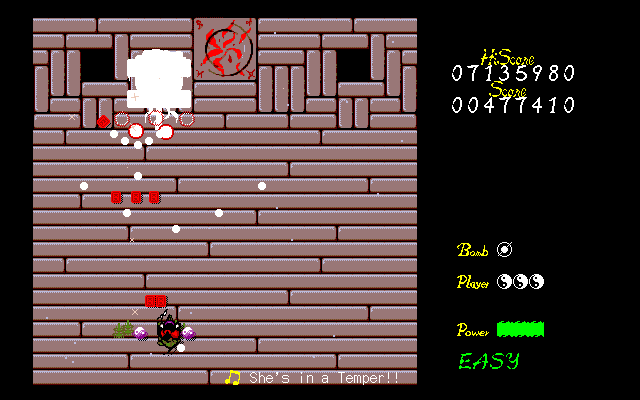 HiScore
07135980
Score
00477410
Bomb
Player
Power
EASY
She's in a Temper!!